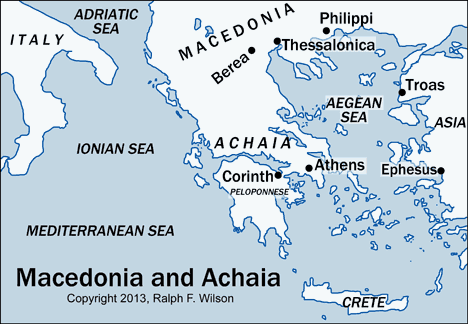 ADRIATIC
SEA
ITALY
MACEDONIA
Philippi
Thessalonica
Berea
Troas
AEGEAN
SEA
ASIA
IONIAN SEA
ACHAIA
Athens
Corinth
PELOPONNESE
Ephesus
MEDITERRANEAN SEA
Macedonia and Achaia
Copyright 2013, Ralph F. Wilson
CRETE